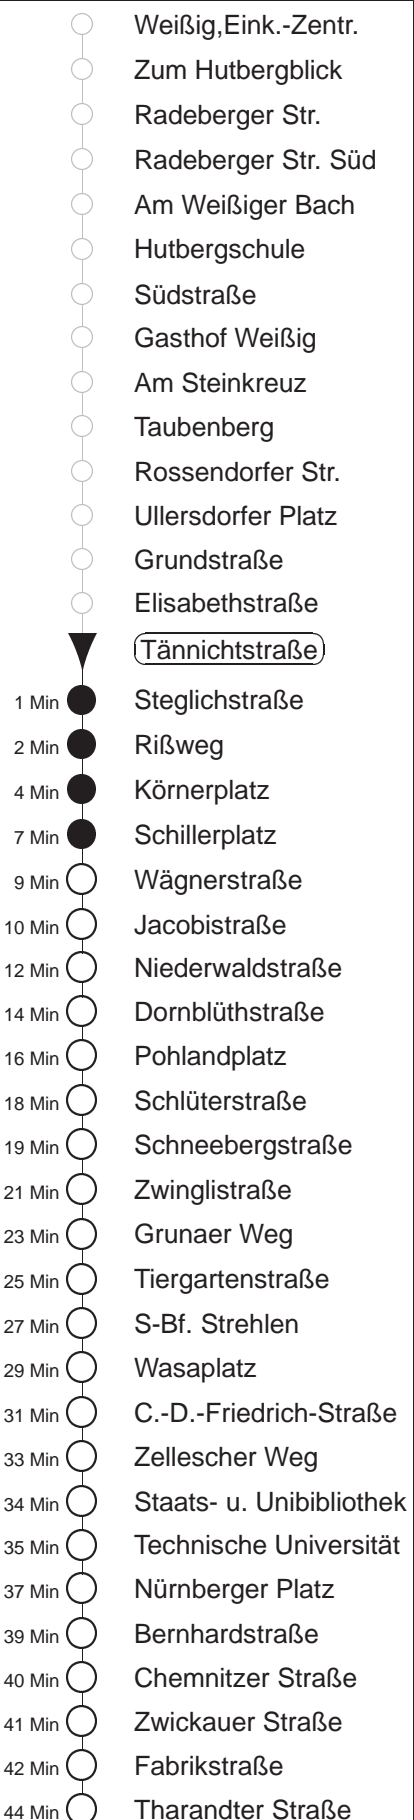 Weißig,Eink.-Zentr.
Zum Hutbergblick
Radeberger Str.
Radeberger Str. Süd
Am Weißiger Bach
Hutbergschule
Südstraße
Gasthof Weißig
Am Steinkreuz
Taubenberg
Rossendorfer Str.
Ullersdorfer Platz
Grundstraße
Elisabethstraße
Tännichtstraße
1 Min Steglichstraße
2 Min Rißweg
4 Min Körnerplatz
7 Min Schillerplatz
9 Min Wägnerstraße
10 Min Jacobistraße
12 Min Niederwaldstraße
14 Min Dornblüthstraße
16 Min Pohlandplatz
18 Min Schlüterstraße
19 Min Schneebergstraße
21 Min Zwinglistraße
23 Min Grunaer Weg
25 Min Tiergartenstraße
27 Min S-Bf. Strehlen
29 Min Wasaplatz
31 Min C.-D.-Friedrich-Straße
33 Min Zellescher Weg
34 Min Staats- u. Unibibliothek
35 Min Technische Universität
37 Min Nürnberger Platz
39 Min Bernhardstraße
40 Min Chemnitzer Straße
41 Min Zwickauer Straße
42 Min Fabrikstraße
44 Min Tharandter Straße